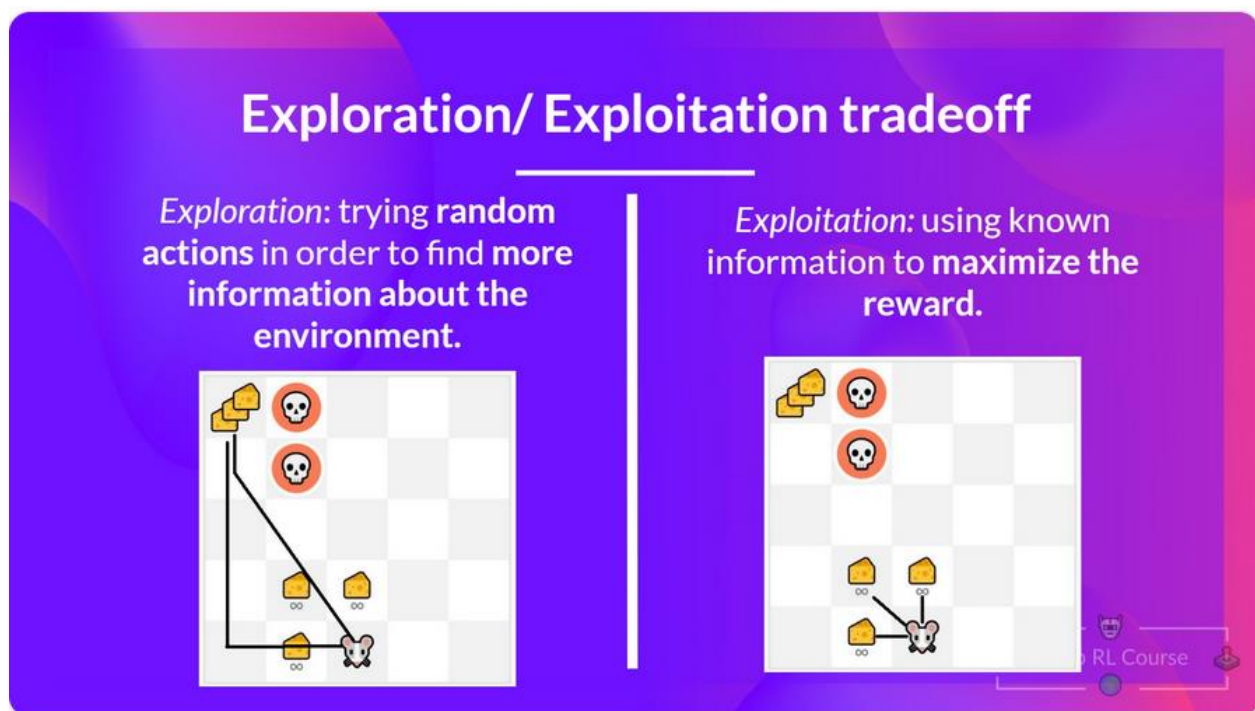 Exploration/ Exploitation tradeoff
Exploration: trying random
actions in order to find more
information about the
environment.
Exploitation: using known
information to maximize the
reward.
∞ ∞
∞
∞ ∞
∞
RL Course